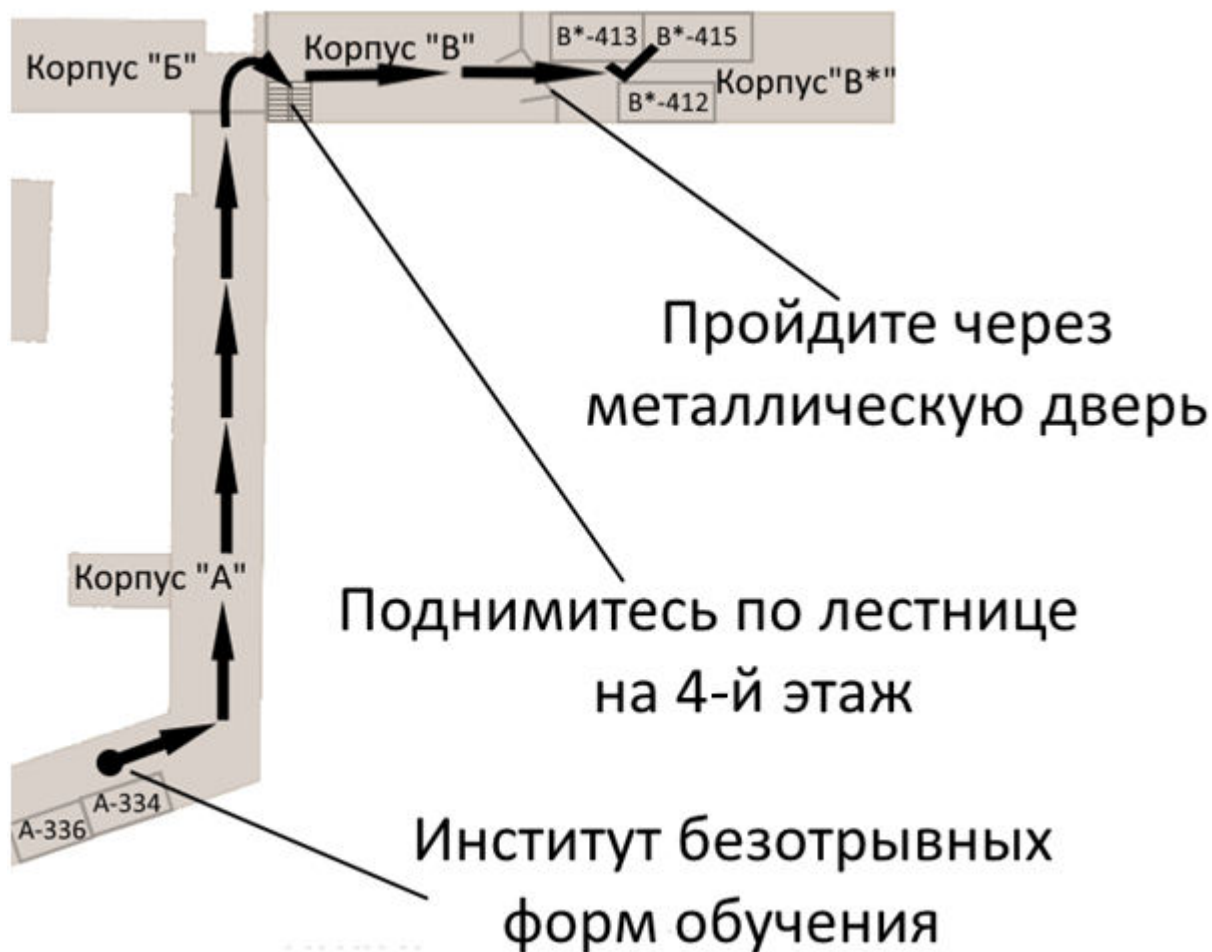 В*-413 В*-415
Корпус "Б"
Корпус "В"
Корпус"В*"
В*-412
Пройдите через
металлическую дверь
Корпус "А"
Поднимитесь по лестнице
на 4-й этаж
А-334
А-336
Институт безотрывных
форм обучения